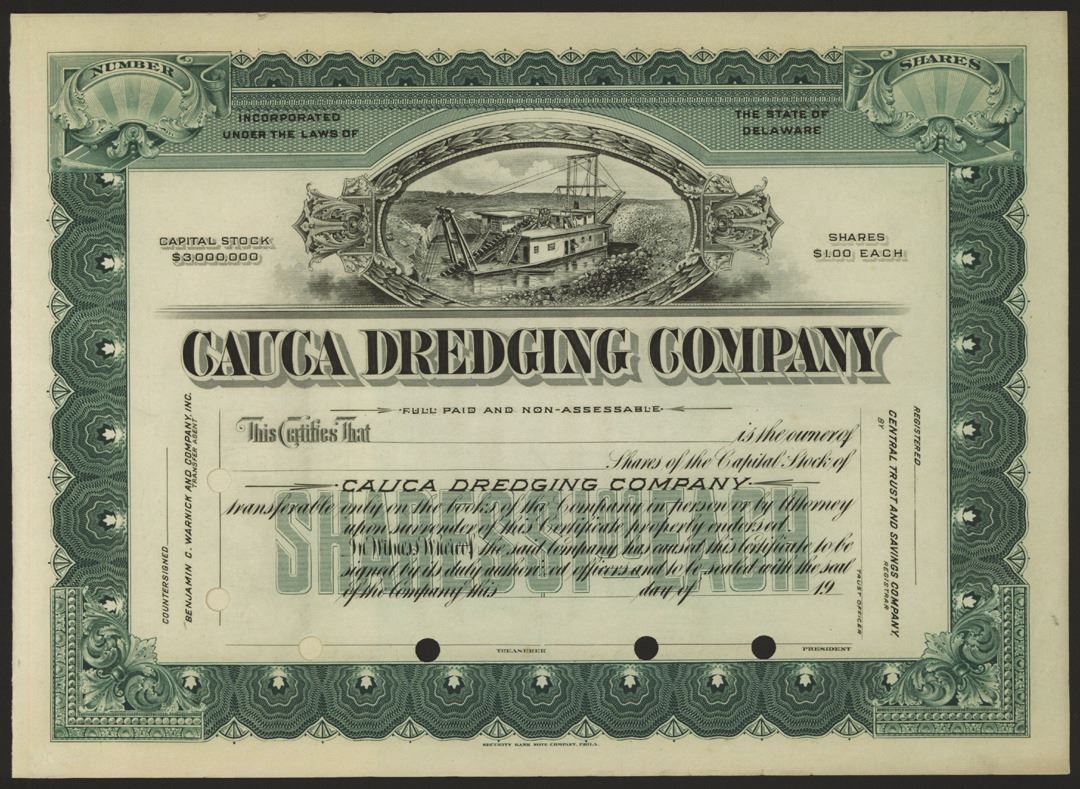 NUMBER
SHARES
INCORPORATED
UNDER THE LAWS OF
THE STATE OF
DELAWARE
CAPITAL STOCK
$3,000,000
SHARES
$1.00 EACH
CAUCA DREDGING COMPANY
FULL PAID AND NON-ASSESSABLE
This Certifies That is the owner of
Shares of the Capital Stock of
CAUCA DREDGING COMPANY
transferable only on the books of the Company in person or by Attorney
upon surrender of this Certificate properly endorsed.
In Witness Whereof the said Company has caused this Certificate to be
signed by its duly authorized officers and to be sealed with the seal
of the Company this day of 19
SHARES $1.00 EACH
TREASURER
PRESIDENT
COUNTERSIGNED
BENJAMIN C. WARNICK AND COMPANY, INC.
TRANSFER AGENT
REGISTERED
CENTRAL TRUST AND SAVINGS COMPANY,
REGISTRAR
BY
TRUST OFFICER
SECURITY BANK NOTE COMPANY, PHILA.